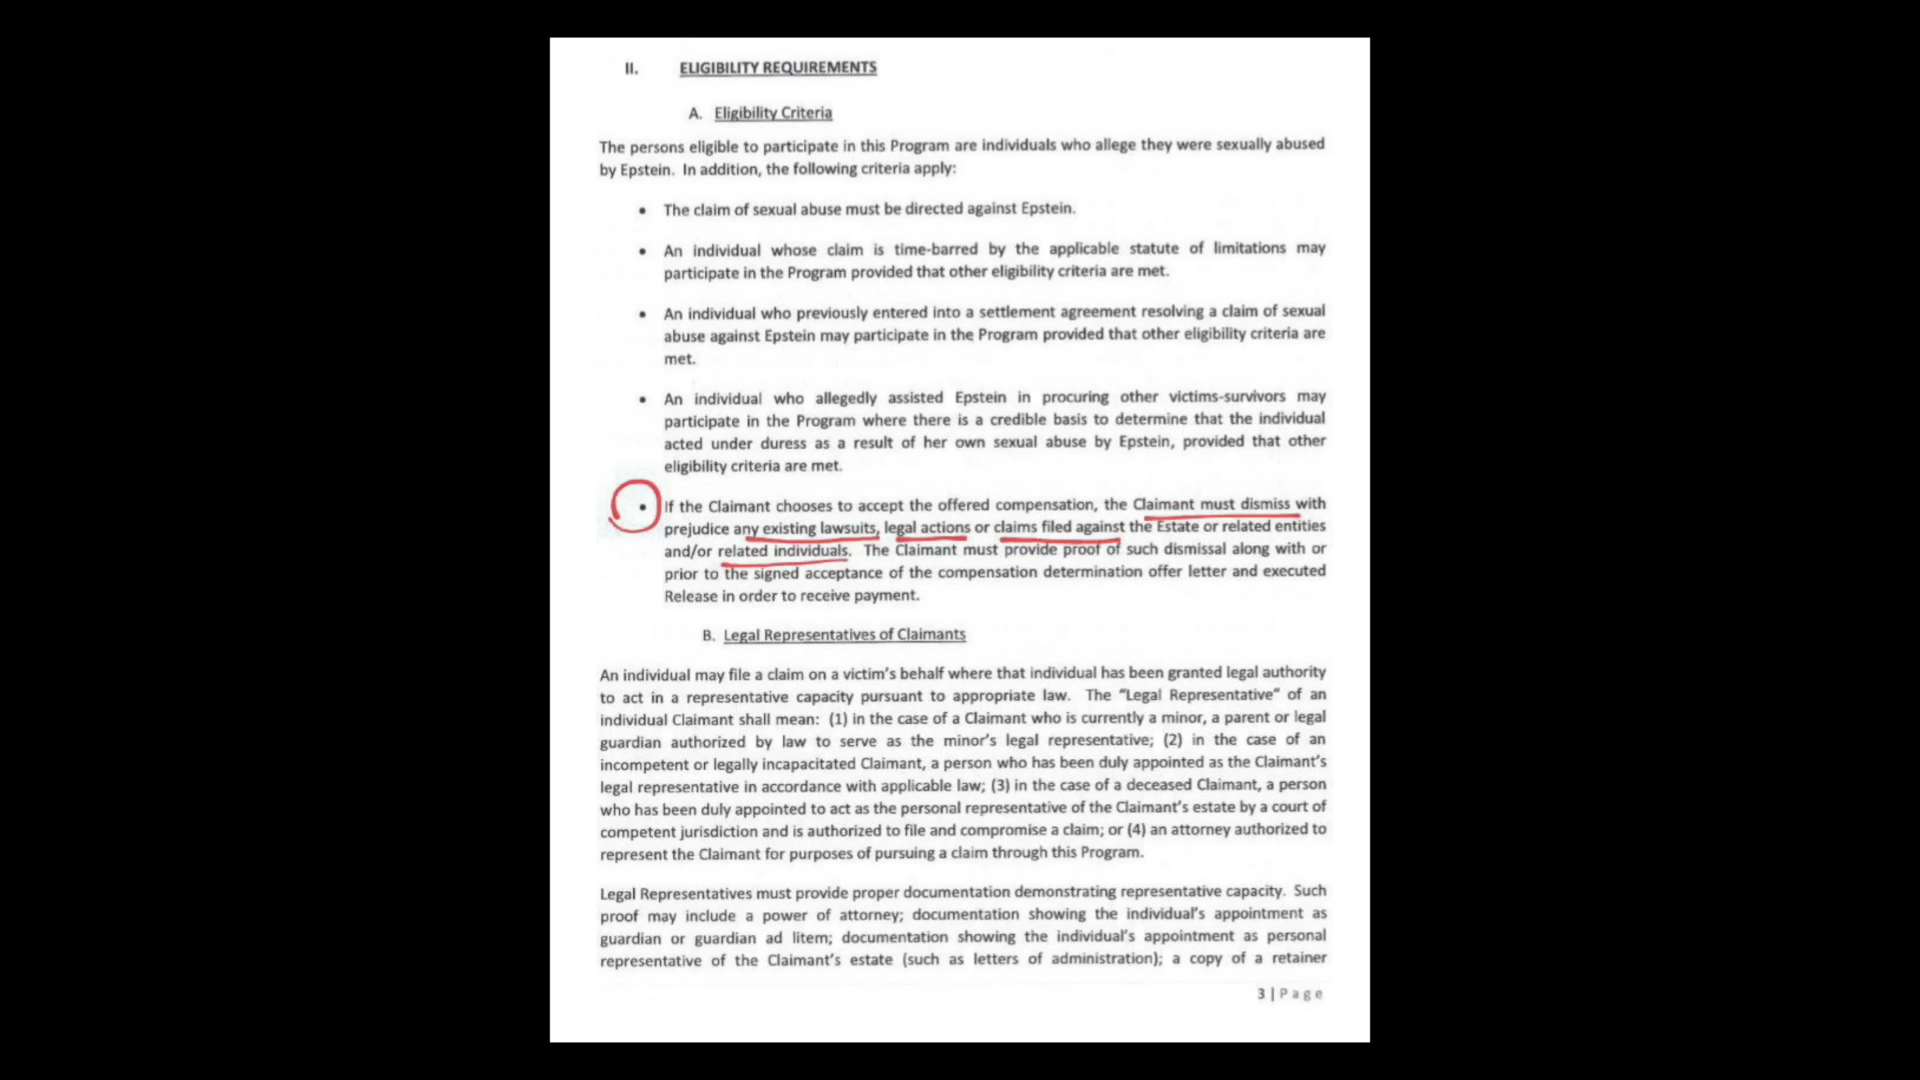 II. ELIGIBILITY REQUIREMENTS
A. Eligibility Criteria
The persons eligible to participate in this Program are individuals who allege they were sexually abused
by Epstein. In addition, the following criteria apply:
• The claim of sexual abuse must be directed against Epstein.
• An individual whose claim is time-barred by the applicable statute of limitations may
participate in the Program provided that other eligibility criteria are met.
• An individual who previously entered into a settlement agreement resolving a claim of sexual
abuse against Epstein may participate in the Program provided that other eligibility criteria are
met.
• An individual who allegedly assisted Epstein in procuring other victims-survivors may
participate in the Program where there is a credible basis to determine that the individual
acted under duress as a result of her own sexual abuse by Epstein, provided that other
eligibility criteria are met.
• If the Claimant chooses to accept the offered compensation, the Claimant must dismiss with
prejudice any existing lawsuits, legal actions or claims filed against the Estate or related entities
and/or related individuals. The Claimant must provide proof of such dismissal along with or
prior to the signed acceptance of the compensation determination offer letter and executed
Release in order to receive payment.
B. Legal Representatives of Claimants
An individual may file a claim on a victim's behalf where that individual has been granted legal authority
to act in a representative capacity pursuant to appropriate law. The "Legal Representative" of an
individual Claimant shall mean: (1) in the case of a Claimant who is currently a minor, a parent or legal
guardian authorized by law to serve as the minor's legal representative; (2) in the case of an
incompetent or legally incapacitated Claimant, a person who has been duly appointed as the Claimant's
legal representative in accordance with applicable law; (3) in the case of a deceased Claimant, a person
who has been duly appointed to act as the personal representative of the Claimant's estate by a court of
competent jurisdiction and is authorized to file and compromise a claim; or (4) an attorney authorized to
represent the Claimant for purposes of pursuing a claim through this Program.
Legal Representatives must provide proper documentation demonstrating representative capacity. Such
proof may include a power of attorney; documentation showing the individual's appointment as
guardian or guardian ad litem; documentation showing the individual's appointment as personal
representative of the Claimant's estate (such as letters of administration); a copy of a retainer
3 | Page